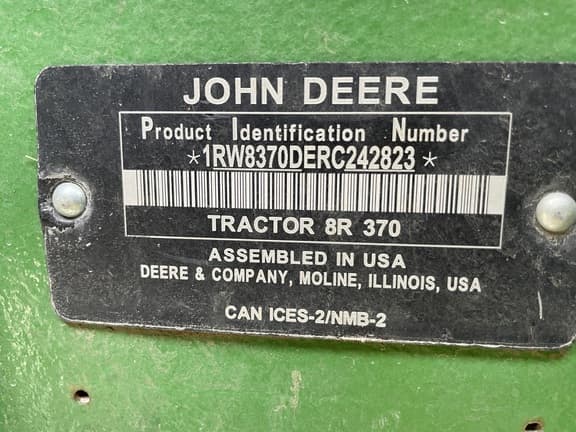 JOHN DEERE
Product Identification Number
*1RW8370DERC242823*
TRACTOR 8R 370
ASSEMBLED IN USA
DEERE & COMPANY, MOLINE, ILLINOIS, USA
CAN ICES-2/NMB-2